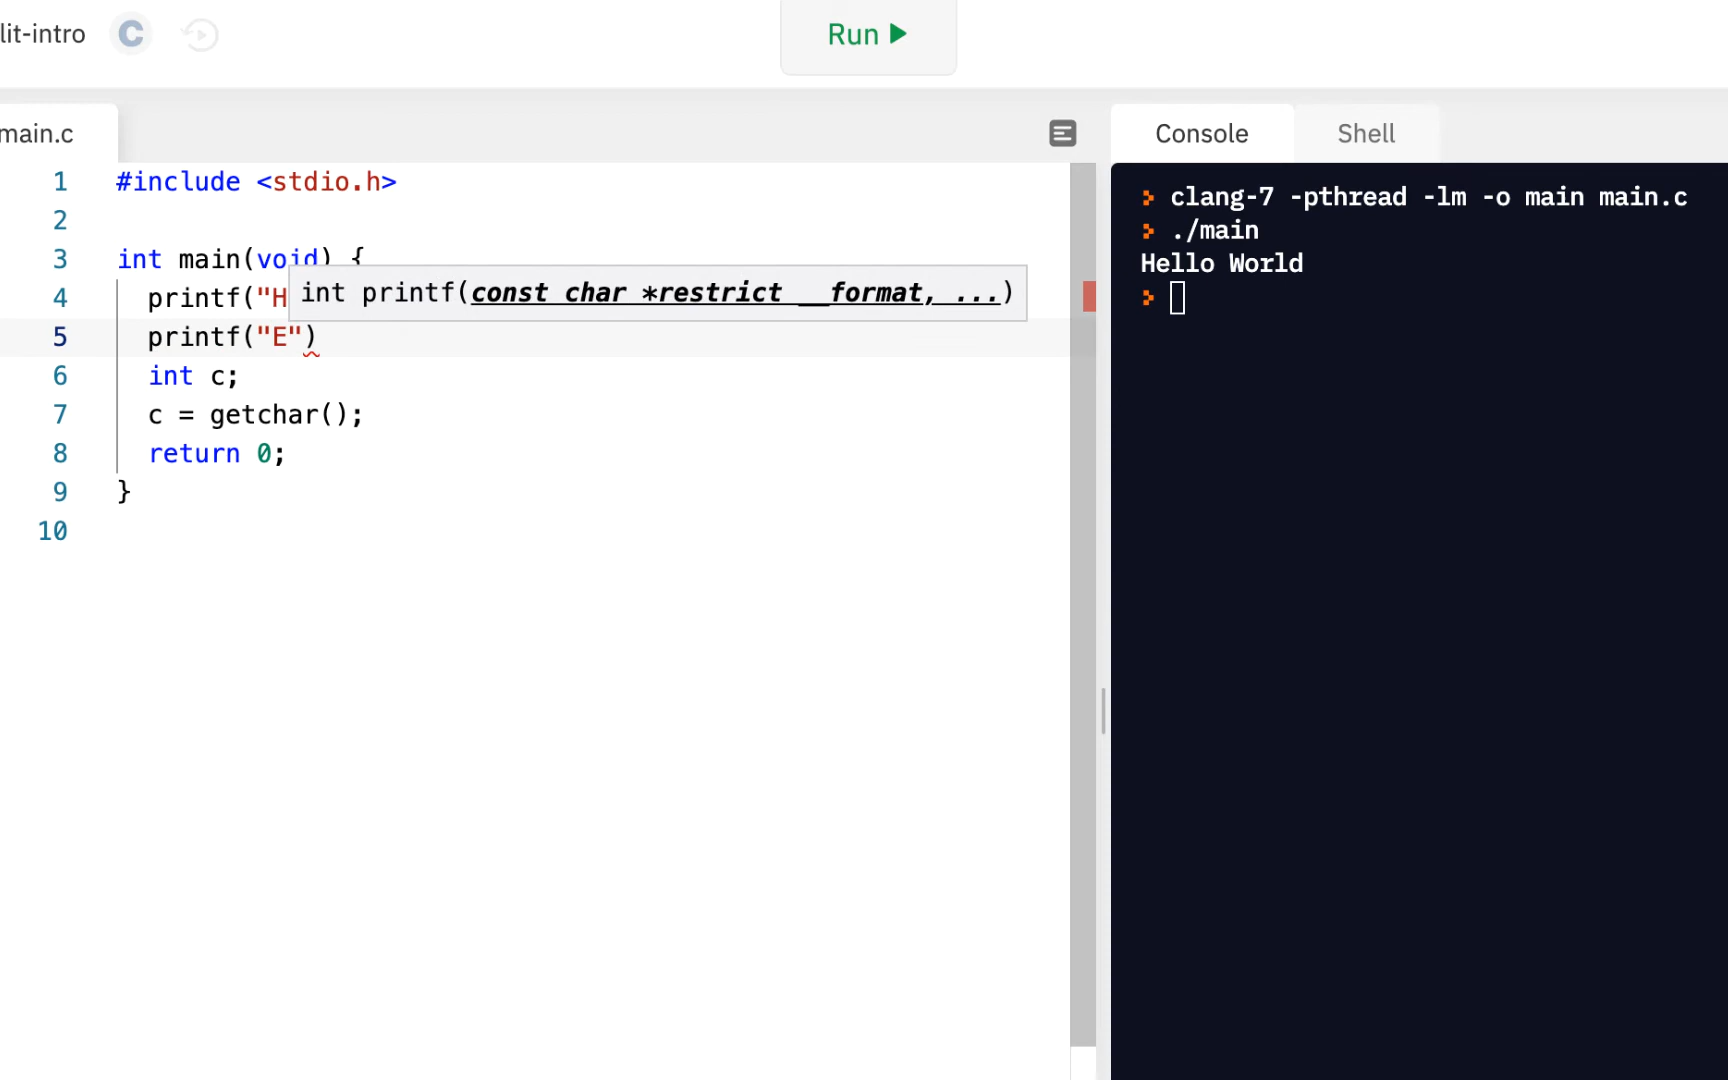 lit-intro C
Run
main.c
Console Shell
1 #include <stdio.h>
2
3 int main(void) {
4 printf("H
int printf(const char *restrict __format, ...)
5 printf("E")
6 int c;
7 c = getchar();
8 return 0;
9 }
10
clang-7 -pthread -lm -o main main.c
./main
Hello World